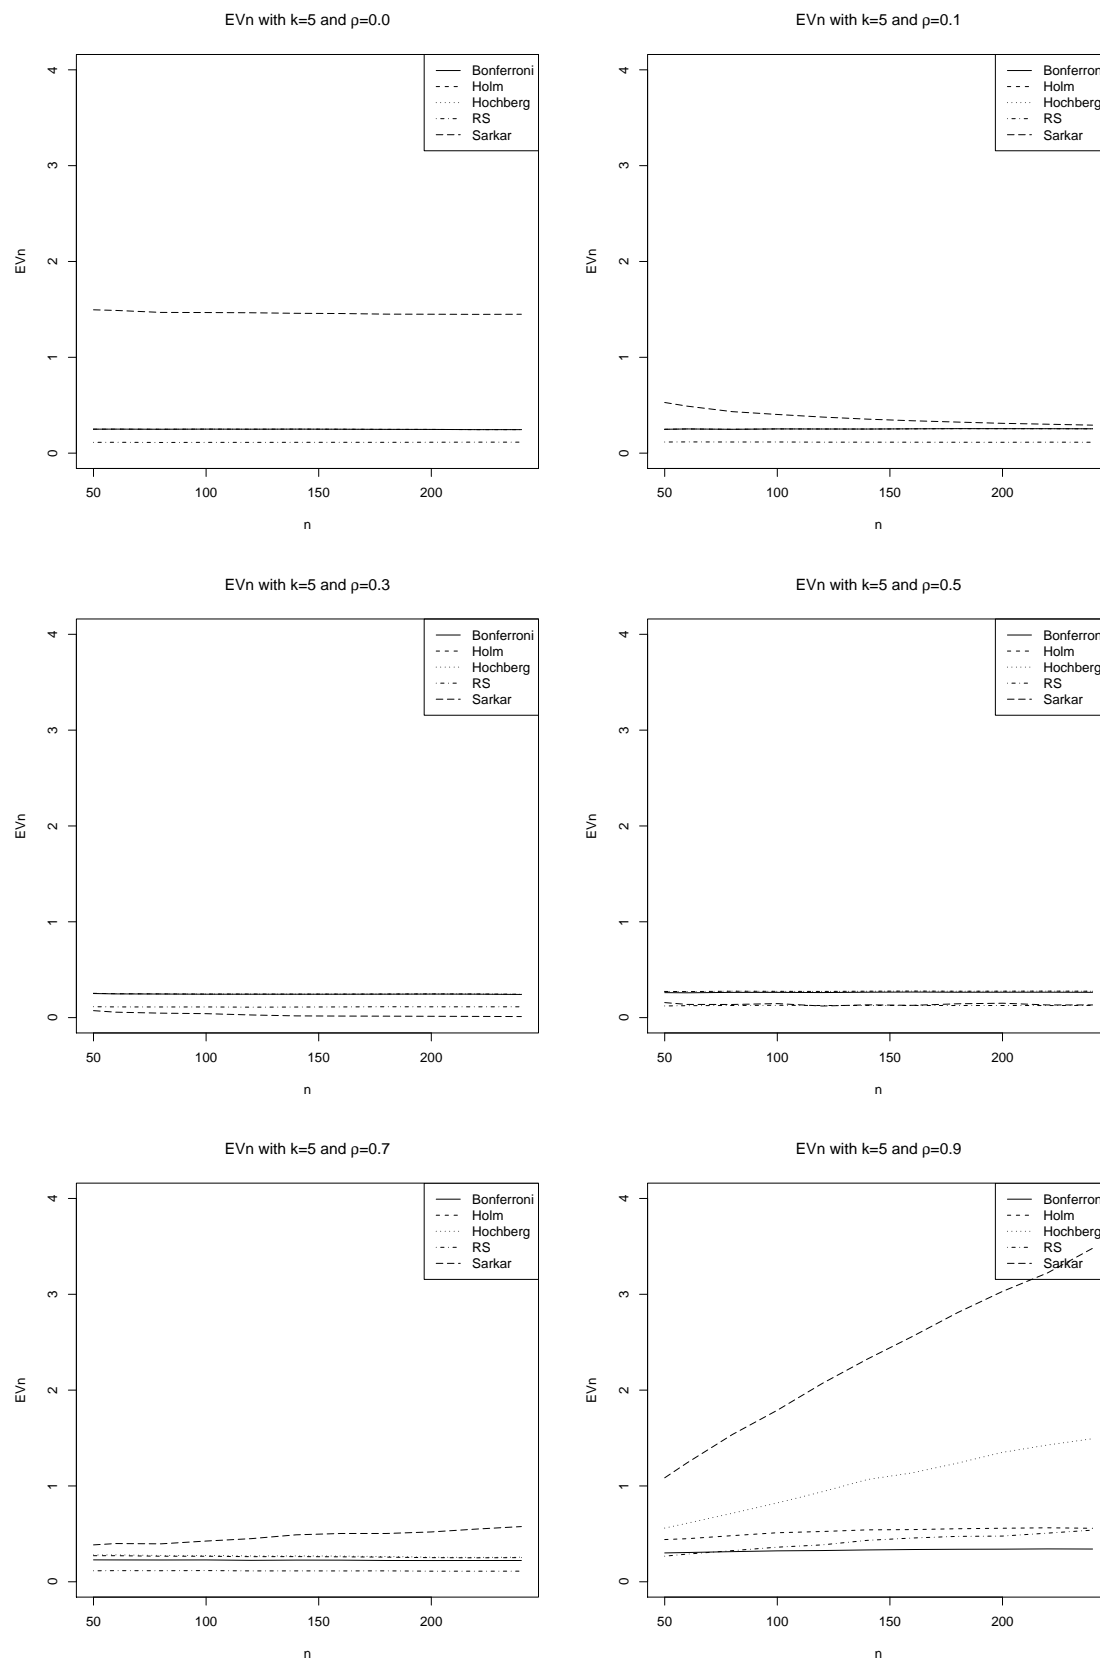 EVn with k=5 and ρ=0.0
4
3
2
1
0
EVn
50 100 150 200
n
Bonferroni
Holm
Hochberg
RS
Sarkar
EVn with k=5 and ρ=0.1
4
3
2
1
0
EVn
50 100 150 200
n
Bonferron
Holm
Hochberg
RS
Sarkar
EVn with k=5 and ρ=0.3
4
3
2
1
0
EVn
50 100 150 200
n
Bonferroni
Holm
Hochberg
RS
Sarkar
EVn with k=5 and ρ=0.5
4
3
2
1
0
EVn
50 100 150 200
n
Bonferron
Holm
Hochberg
RS
Sarkar
EVn with k=5 and ρ=0.7
4
3
2
1
0
EVn
50 100 150 200
n
Bonferroni
Holm
Hochberg
RS
Sarkar
EVn with k=5 and ρ=0.9
4
3
2
1
0
EVn
50 100 150 200
n
Bonferron
Holm
Hochberg
RS
Sarkar